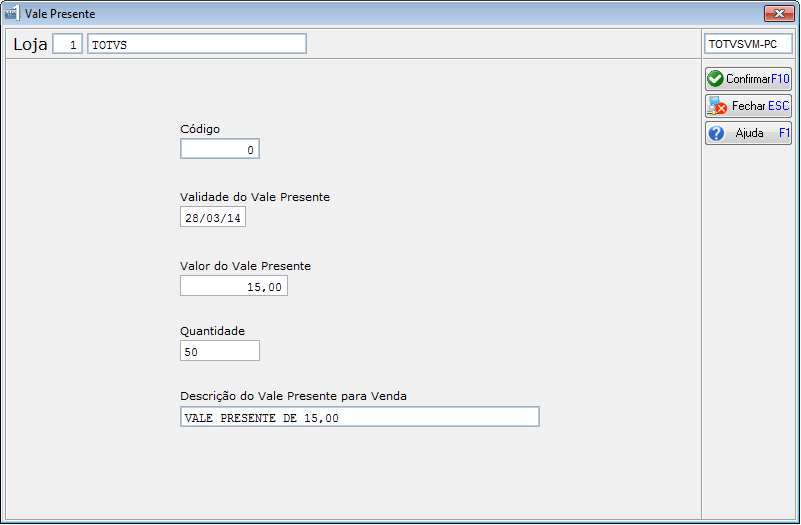 Vale Presente
Loja 1 TOTVS
TOTVSVM-PC
Confirmar F10
Fechar ESC
Ajuda F1
Código
0
Validade do Vale Presente
28/03/14
Valor do Vale Presente
15,00
Quantidade
50
Descrição do Vale Presente para Venda
VALE PRESENTE DE 15,00